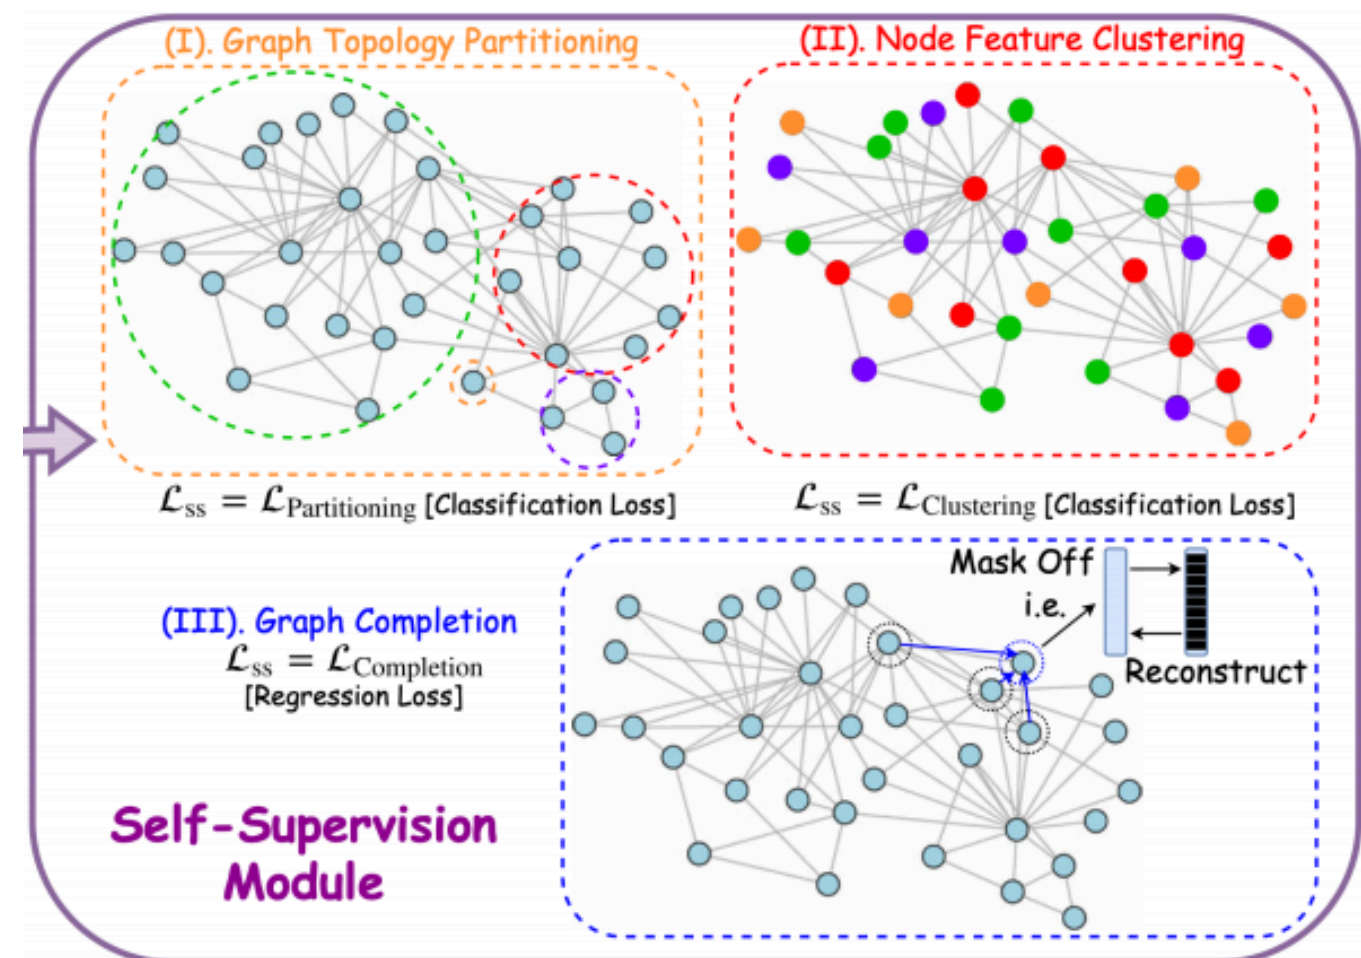 (I). Graph Topology Partitioning
(II). Node Feature Clustering
ℒss = ℒPartitioning [Classification Loss]
ℒss = ℒClustering [Classification Loss]
Mask Off
i.e.
Reconstruct
(III). Graph Completion
ℒss = ℒCompletion
[Regression Loss]
Self-Supervision
Module